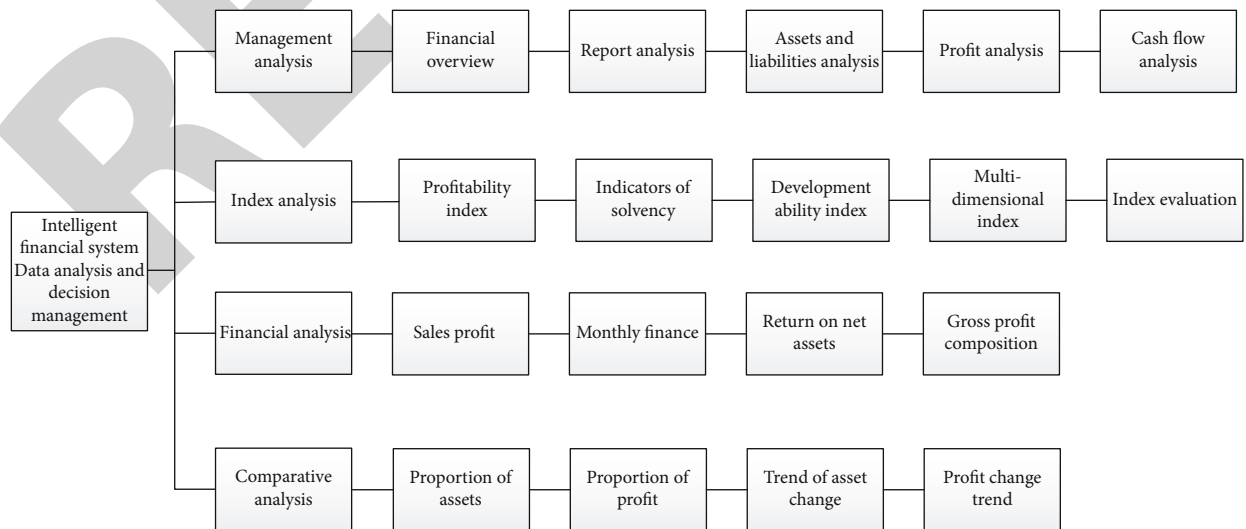 Management
analysis
Financial
overview
Report analysis
Assets and
liabilities analysis
Profit analysis
Cash flow
analysis
Index analysis
Profitability
index
Indicators of
solvency
Development
ability index
Multi-
dimensional
index
Index evaluation
Intelligent
financial system
Data analysis and
decision
management
Financial analysis
Sales profit
Monthly finance
Return on net
assets
Gross profit
composition
Comparative
analysis
Proportion of
assets
Proportion of
profit
Trend of asset
change
Profit change
trend